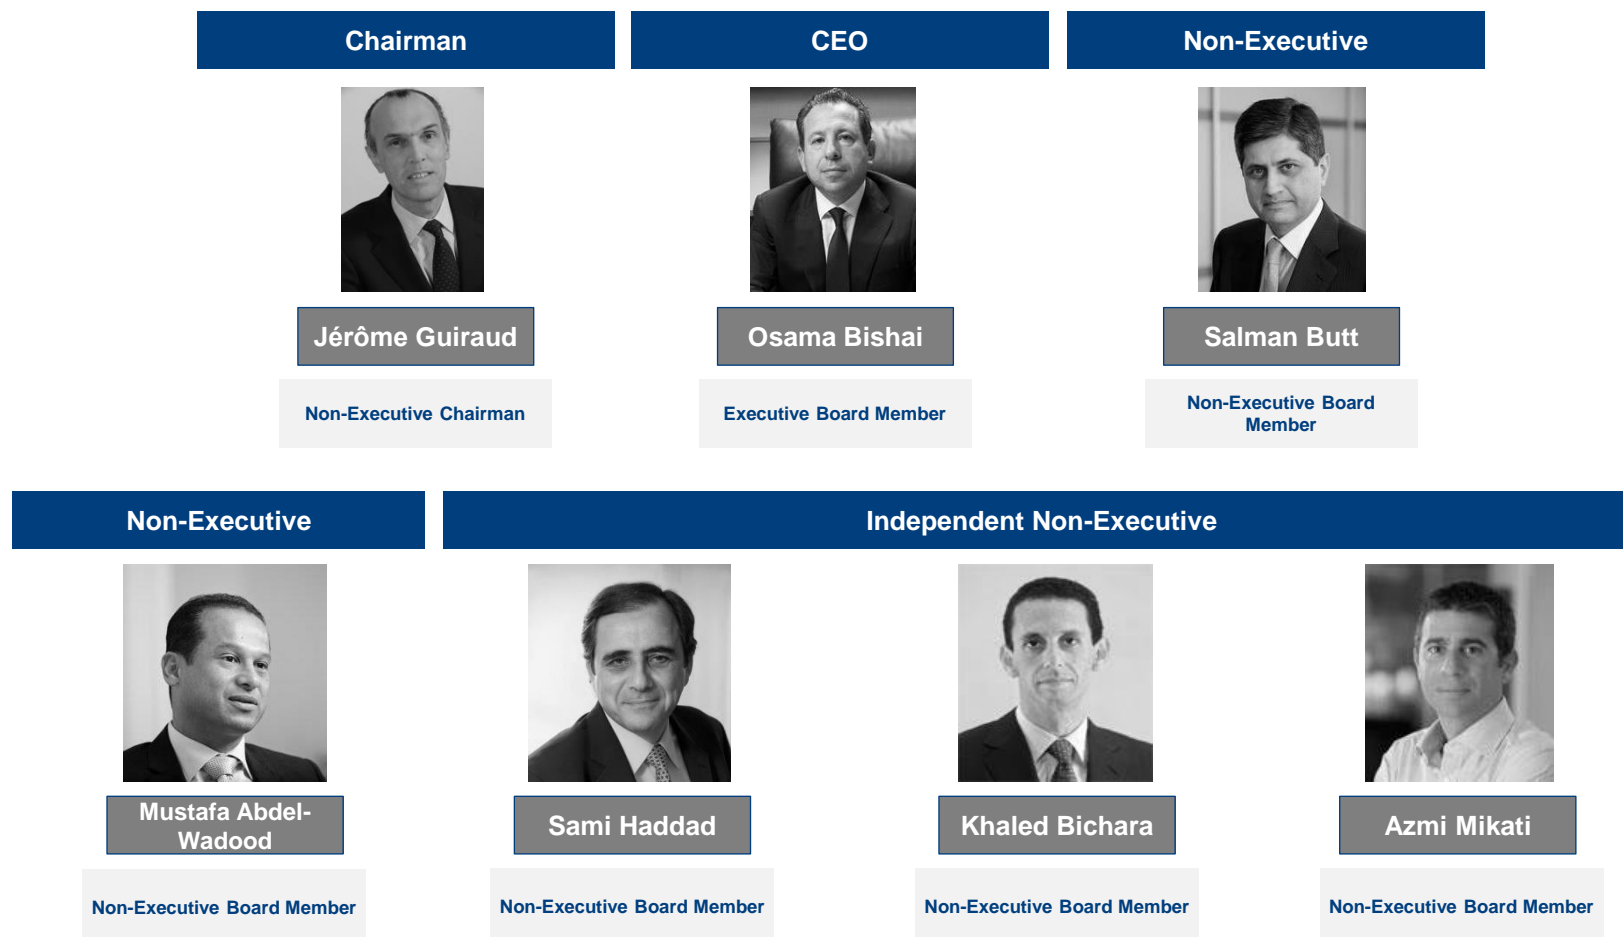 Chairman
CEO
Non-Executive
Jérôme Guiraud
Osama Bishai
Salman Butt
Non-Executive Chairman
Executive Board Member
Non-Executive Board
Member
Non-Executive
Independent Non-Executive
Mustafa Abdel-
Wadood
Sami Haddad
Khaled Bichara
Azmi Mikati
Non-Executive Board Member
Non-Executive Board Member
Non-Executive Board Member
Non-Executive Board Member